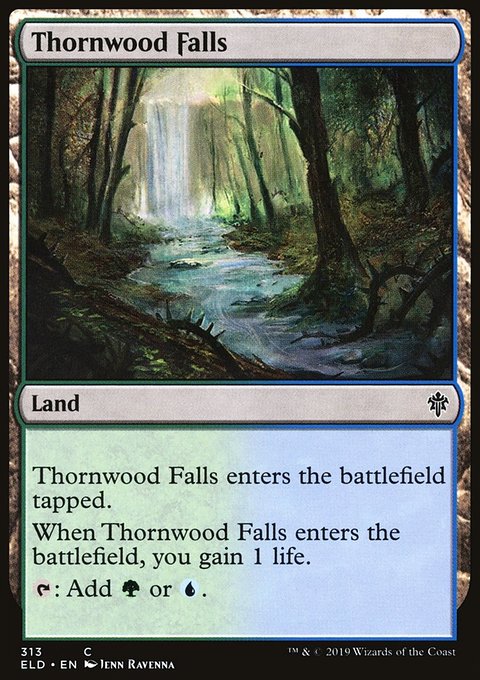 Thornwood Falls
Land
Thornwood Falls enters the battlefield
tapped.
When Thornwood Falls enters the
battlefield, you gain 1 life.
: Add or .
313 C
ELD • EN Jenn Ravenna
™ & © 2019 Wizards of the Coast